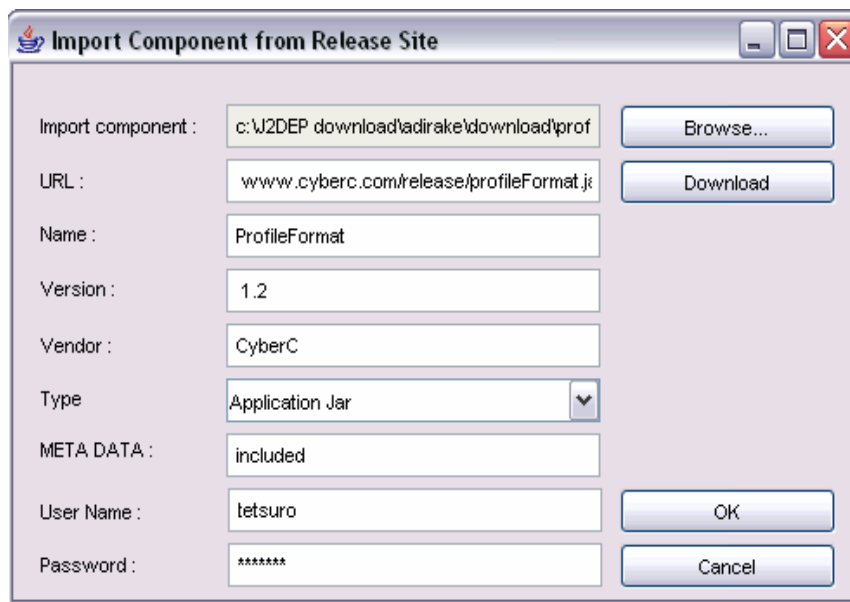 Import Component from Release Site
Import component : c:\J2DEP download\adirake\download\prof Browse...
URL : www.cyberc.com/release/profileFormat.ja Download
Name : ProfileFormat
Version : 1.2
Vendor : CyberC
Type Application Jar
META DATA : included
User Name : tetsuro OK
Password : ******* Cancel